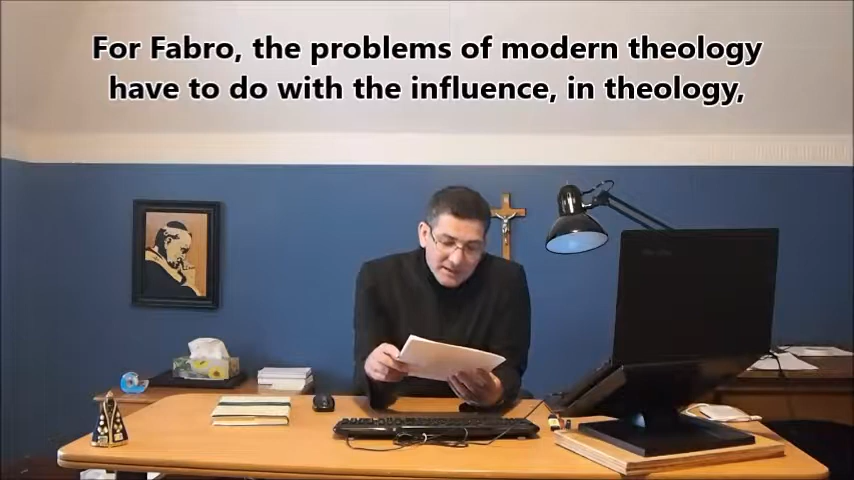 For Fabro, the problems of modern theology
have to do with the influence, in theology,